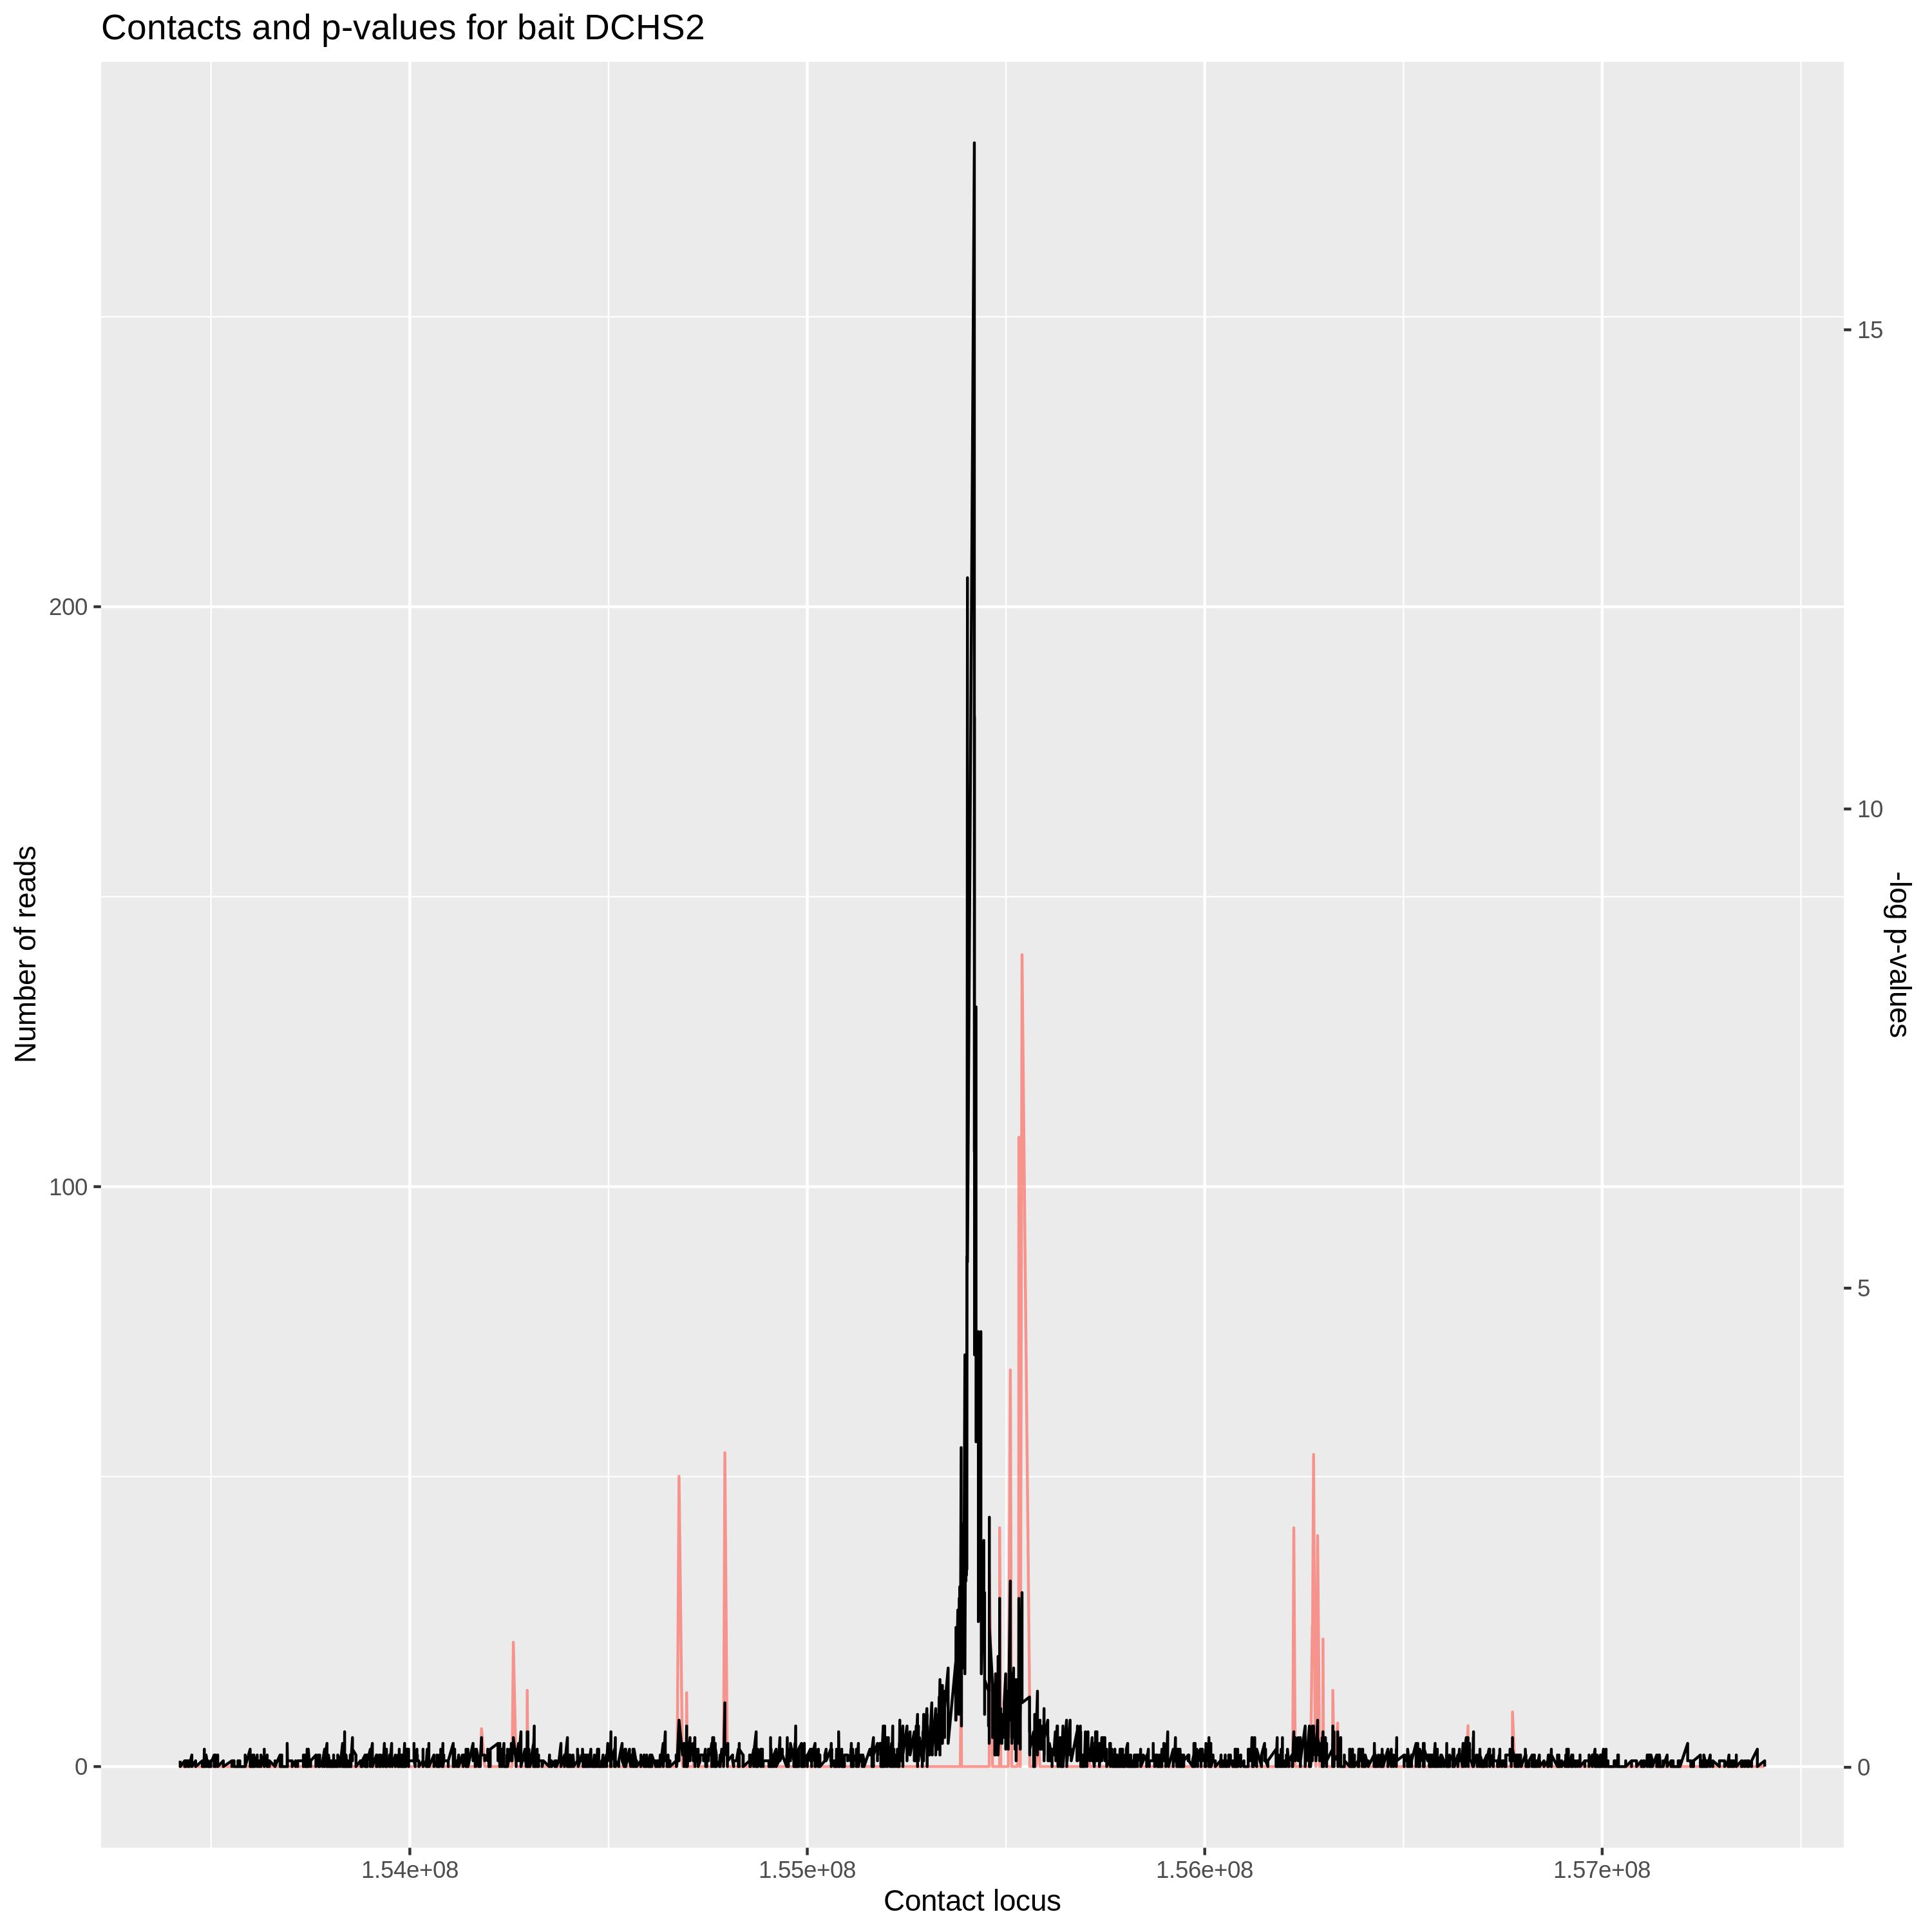 Contacts and p-values for bait DCHS2
Number of reads
200
100
0
15
10
5
0
-log p-values
1.54e+08
1.55e+08
1.56e+08
1.57e+08
Contact locus